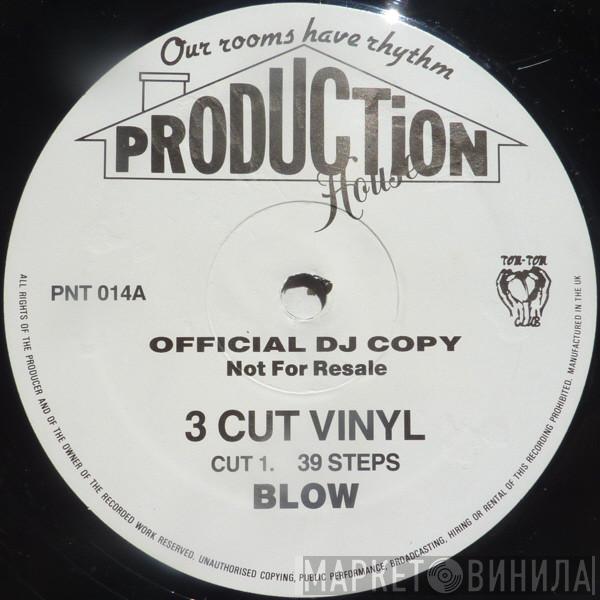 Our rooms have rhythm
PRODUCTiON
House
PNT 014A
TOM-TOM
CLUB
OFFICIAL DJ COPY
Not For Resale
3 CUT VINYL
CUT 1. 39 STEPS
BLOW
ALL RIGHTS OF THE PRODUCER AND OF THE OWNER OF THE RECORDED WORK RESERVED. UNAUTHORISED COPYING, PUBLIC PERFORMANCE, BROADCASTING, HIRING OR RENTAL OF THIS RECORDING PROHIBITED. MANUFACTURED IN THE UK
МАРКЕТ ВИНИЛА